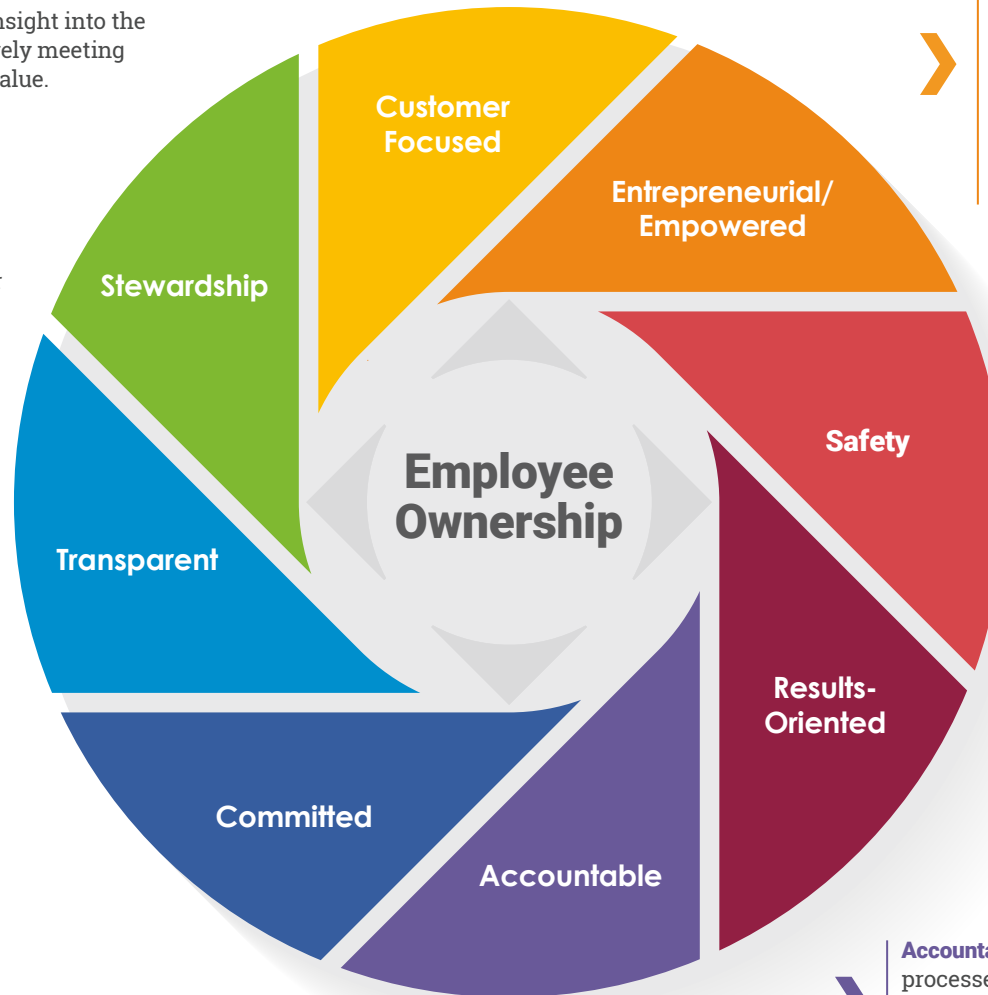 nsight into the
meeting
alue.
Customer
Focused
Entrepreneurial/
Empowered
Stewardship
Safety
Employee
Ownership
Transparent
Results-
Oriented
Committed
Accountable
Accounta
processe